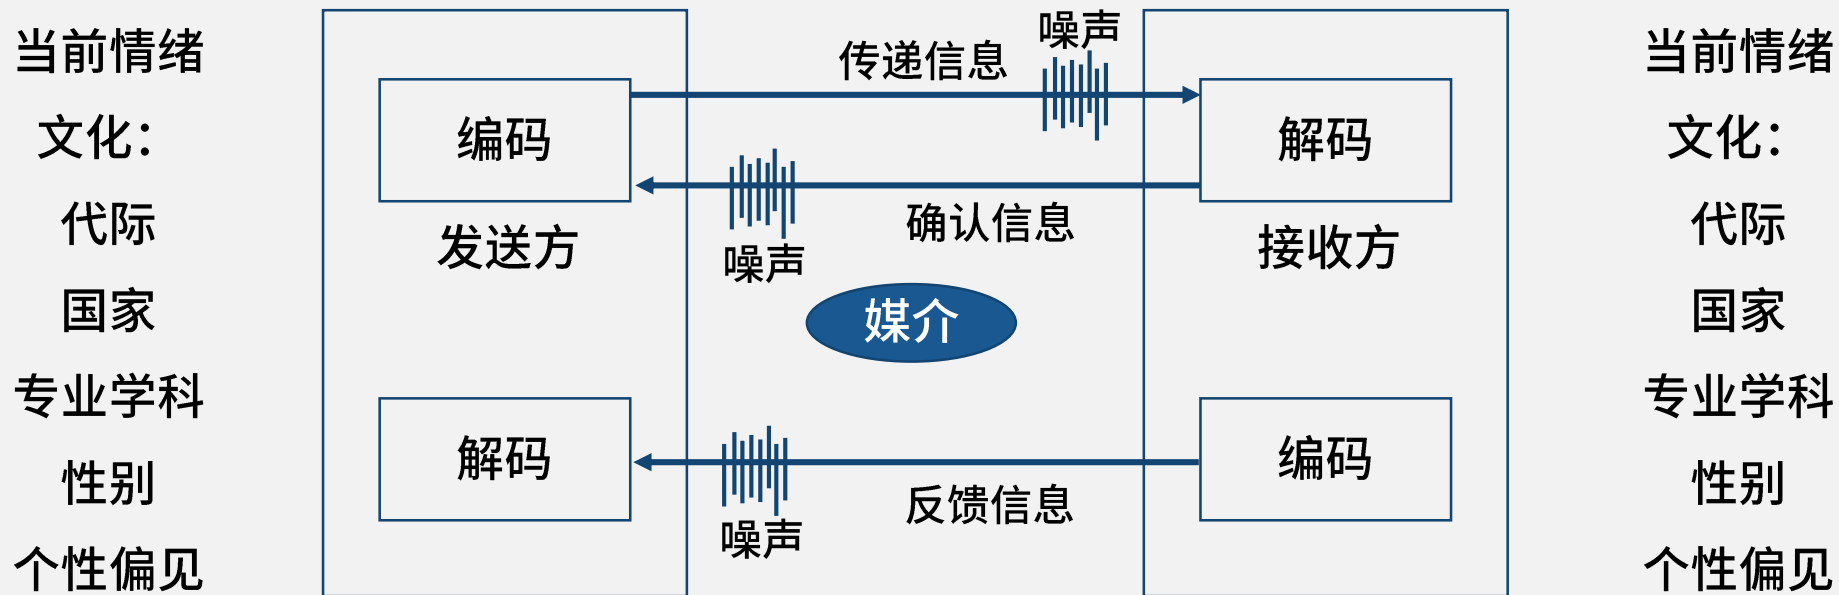 当前情绪
文化：
代际
国家
专业学科
性别
个性偏见
编码
发送方
解码
传递信息
噪声
确认信息
噪声
媒介
反馈信息
噪声
解码
接收方
编码
当前情绪
文化：
代际
国家
专业学科
性别
个性偏见